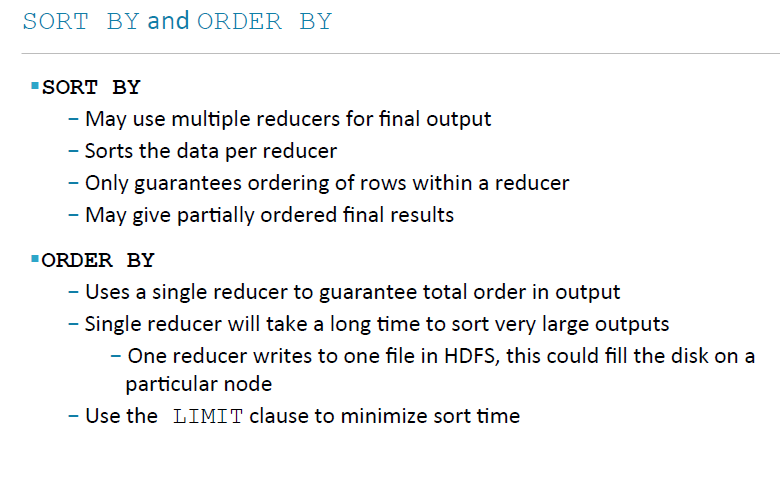 SORT BY and ORDER BY
▪SORT BY
– May use multiple reducers for final output
– Sorts the data per reducer
– Only guarantees ordering of rows within a reducer
– May give partially ordered final results
▪ORDER BY
– Uses a single reducer to guarantee total order in output
– Single reducer will take a long time to sort very large outputs
– One reducer writes to one file in HDFS, this could fill the disk on a
particular node
– Use the LIMIT clause to minimize sort time